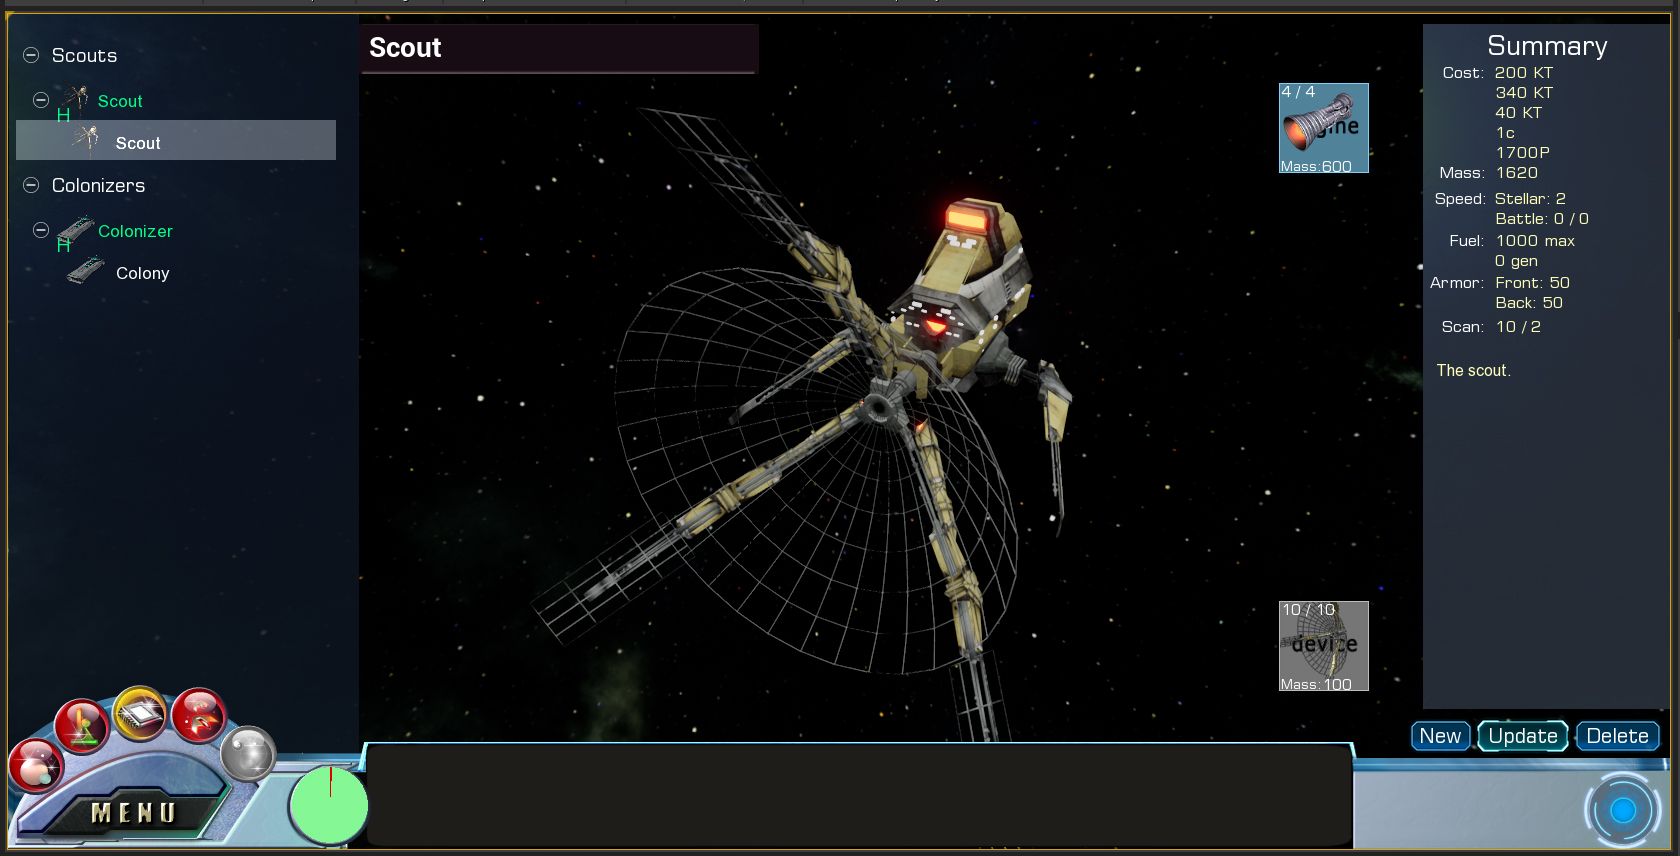 Scouts
H
Scout
Scout
Colonizers
H
Colonizer
Colony
Scout
4 / 4
gine
Mass:600
10 / 10
device
Mass:100
Summary
Cost: 200 KT
340 KT
40 KT
1c
1700P
Mass: 1620
Speed: Stellar: 2
Battle: 0 / 0
Fuel: 1000 max
0 gen
Armor: Front: 50
Back: 50
Scan: 10 / 2
The scout.
New Update Delete
MENU